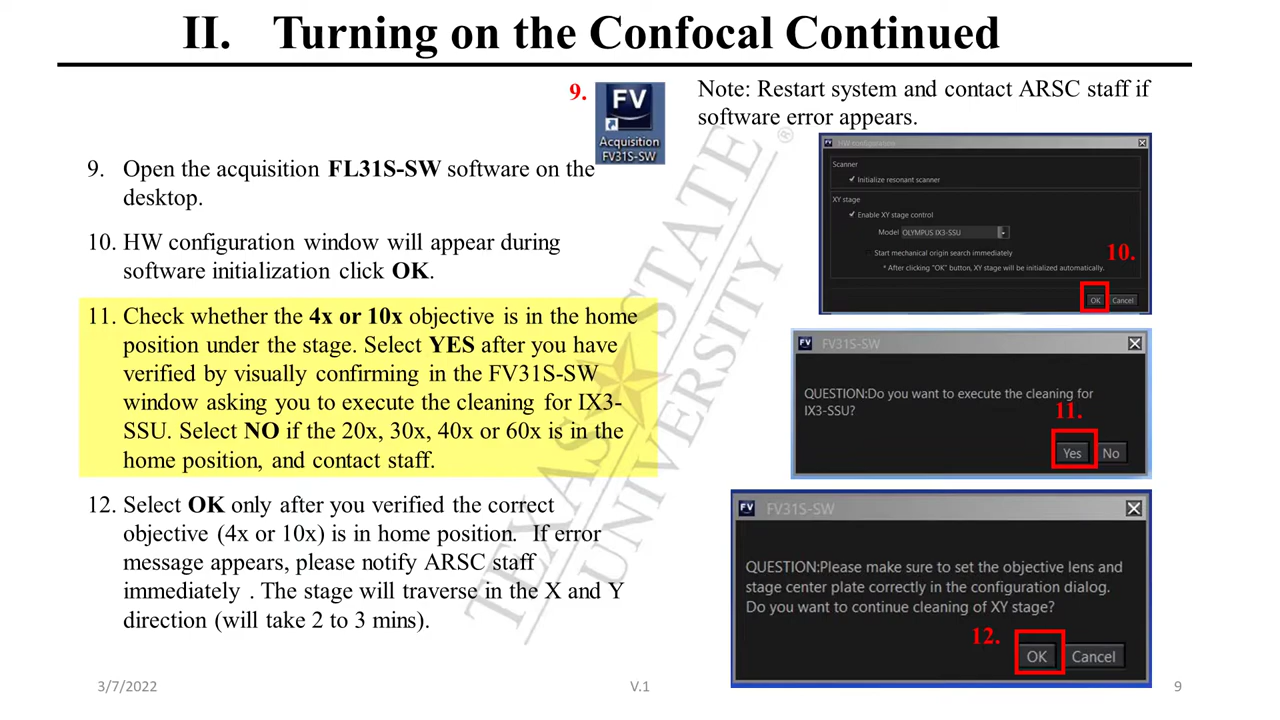 II. Turning on the Confocal Continued
9.
FV
Acquisition
FV31S-SW
Note: Restart system and contact ARSC staff if
software error appears.
9. Open the acquisition FL31S-SW software on the
desktop.
10. HW configuration window will appear during
software initialization click OK.
11. Check whether the 4x or 10x objective is in the home
position under the stage. Select YES after you have
verified by visually confirming in the FV31S-SW
window asking you to execute the cleaning for IX3-
SSU. Select NO if the 20x, 30x, 40x or 60x is in the
home position, and contact staff.
12. Select OK only after you verified the correct
objective (4x or 10x) is in home position. If error
message appears, please notify ARSC staff
immediately . The stage will traverse in the X and Y
direction (will take 2 to 3 mins).
TEXAS STATE
UNIVERSITY
®
FV HW configuration
Scanner
Initialize resonant scanner
XY stage
Enable XY stage control
Model OLYMPUS IX3-SSU
Start mechanical origin search immediately
* After clicking "OK" button, XY stage will be initialized automatically.
10.
OK Cancel
FV FV31S-SW
QUESTION:Do you want to execute the cleaning for
IX3-SSU?
11.
Yes No
FV FV31S-SW
QUESTION:Please make sure to set the objective lens and
stage center plate correctly in the configuration dialog.
Do you want to continue cleaning of XY stage?
12.
OK Cancel
3/7/2022
V.1
9